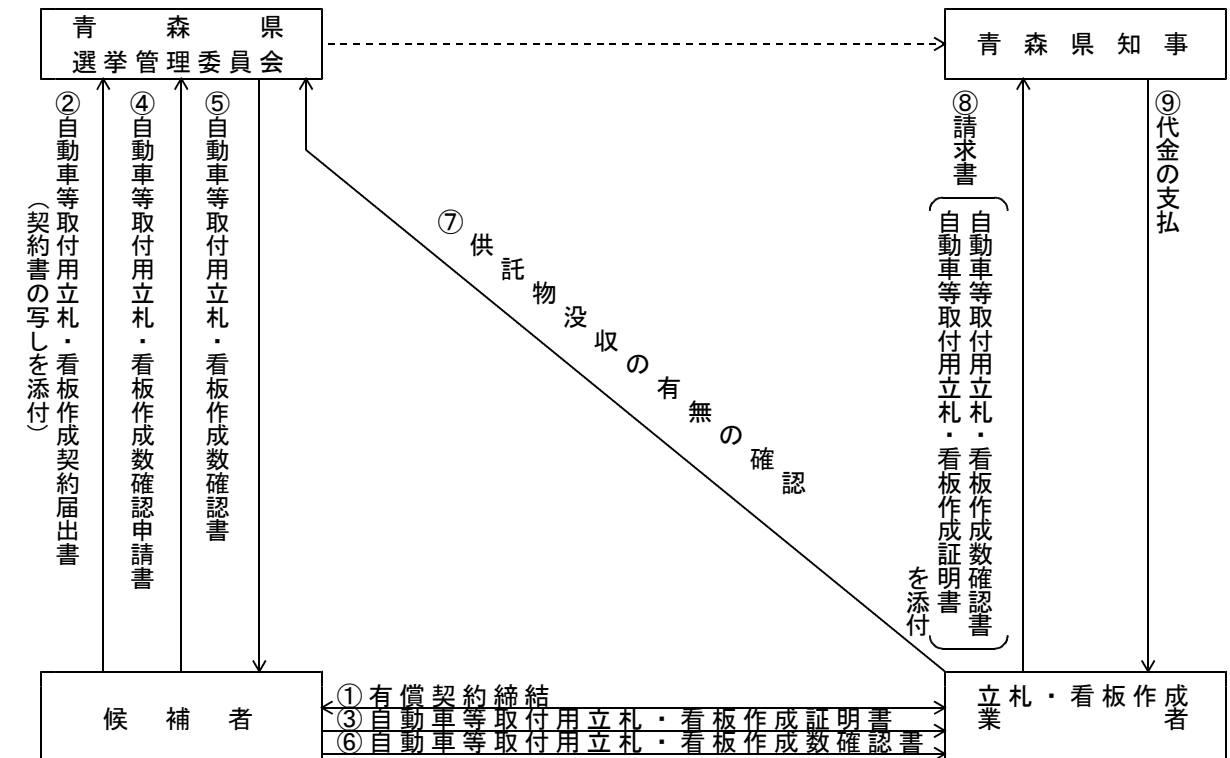 青森県
選挙管理委員会
青森県知事
②自動車等取付用立札・看板作成契約届出書
(契約書の写しを添付)
④自動車等取付用立札・看板作成数確認申請書
⑤自動車等取付用立札・看板作成数確認書
⑦供託物没収の有無の確認
⑧請求書
自動車等取付用立札・看板作成数確認書
自動車等取付用立札・看板作成証明書
を添付
⑨代金の支払
候補者
①有償契約締結
③自動車等取付用立札・看板作成証明書
⑥自動車等取付用立札・看板作成数確認書
立札・看板作成
業者